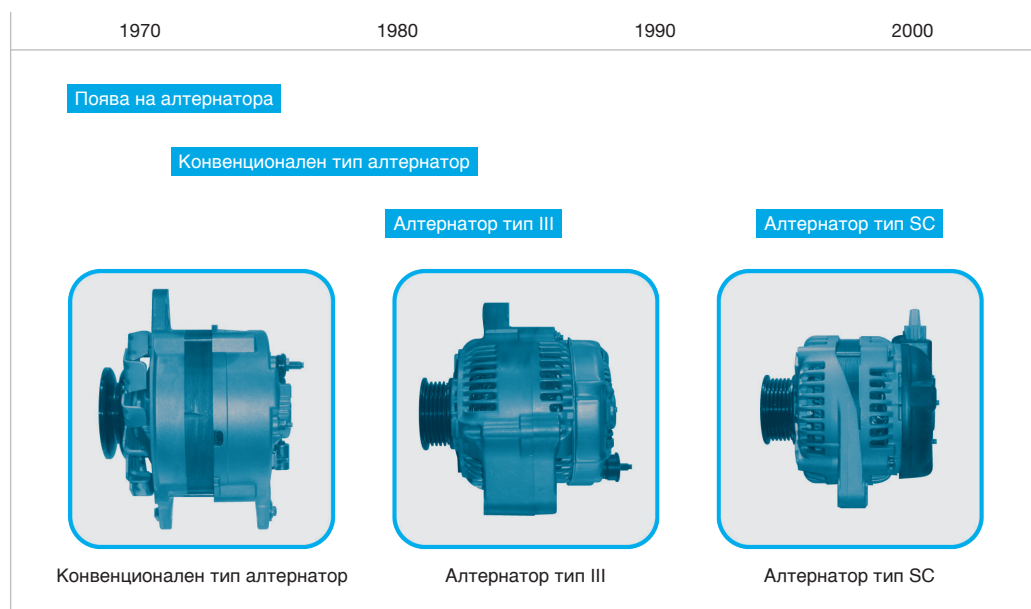 1970 1980 1990 2000
Поява на алтернатора
Конвенционален тип алтернатор
Алтернатор тип III Алтернатор тип SC
Конвенционален тип алтернатор Алтернатор тип III Алтернатор тип SC